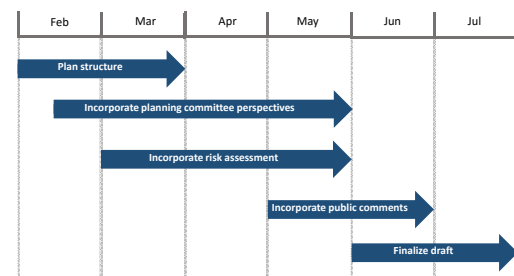 Feb Mar Apr May Jun Jul
Plan structure
Incorporate planning committee perspectives
Incorporate risk assessment
Incorporate public comments
Finalize draft